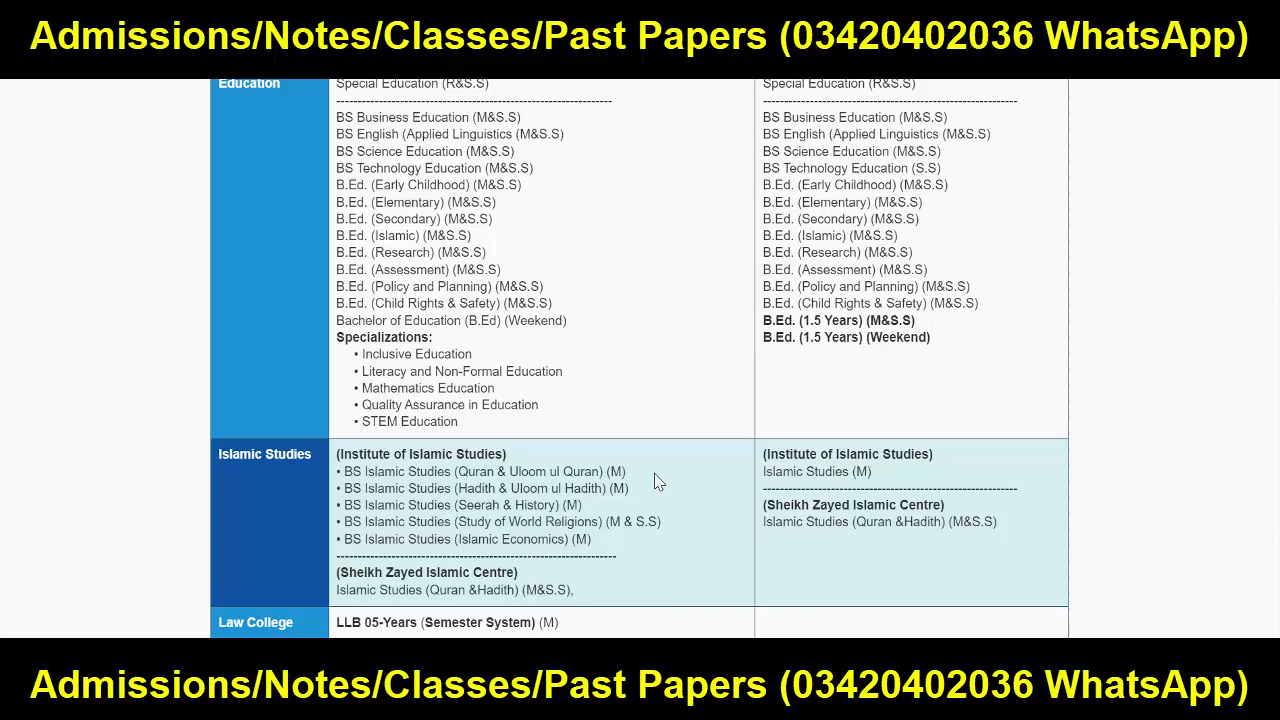 Admissions/Notes/Classes/Past Papers (03420402036 WhatsApp)
Education
Special Education (R&S.S)
----------------------------------------------------------------
BS Business Education (M&S.S)
BS English (Applied Linguistics (M&S.S)
BS Science Education (M&S.S)
BS Technology Education (M&S.S)
B.Ed. (Early Childhood) (M&S.S)
B.Ed. (Elementary) (M&S.S)
B.Ed. (Secondary) (M&S.S)
B.Ed. (Islamic) (M&S.S)
B.Ed. (Research) (M&S.S)
B.Ed. (Assessment) (M&S.S)
B.Ed. (Policy and Planning) (M&S.S)
B.Ed. (Child Rights & Safety) (M&S.S)
Bachelor of Education (B.Ed) (Weekend)
Specializations:
• Inclusive Education
• Literacy and Non-Formal Education
• Mathematics Education
• Quality Assurance in Education
• STEM Education
Special Education (R&S.S)
------------------------------------------------------------
BS Business Education (M&S.S)
BS English (Applied Linguistics (M&S.S)
BS Science Education (M&S.S)
BS Technology Education (S.S)
B.Ed. (Early Childhood) (M&S.S)
B.Ed. (Elementary) (M&S.S)
B.Ed. (Secondary) (M&S.S)
B.Ed. (Islamic) (M&S.S)
B.Ed. (Research) (M&S.S)
B.Ed. (Assessment) (M&S.S)
B.Ed. (Policy and Planning) (M&S.S)
B.Ed. (Child Rights & Safety) (M&S.S)
B.Ed. (1.5 Years) (M&S.S)
B.Ed. (1.5 Years) (Weekend)
Islamic Studies
(Institute of Islamic Studies)
• BS Islamic Studies (Quran & Uloom ul Quran) (M)
• BS Islamic Studies (Hadith & Uloom ul Hadith) (M)
• BS Islamic Studies (Seerah & History) (M)
• BS Islamic Studies (Study of World Religions) (M & S.S)
• BS Islamic Studies (Islamic Economics) (M)
----------------------------------------------------------------
(Sheikh Zayed Islamic Centre)
Islamic Studies (Quran &Hadith) (M&S.S),
(Institute of Islamic Studies)
Islamic Studies (M)
------------------------------------------------------------
(Sheikh Zayed Islamic Centre)
Islamic Studies (Quran &Hadith) (M&S.S)
Law College
LLB 05-Years (Semester System) (M)
Admissions/Notes/Classes/Past Papers (03420402036 WhatsApp)